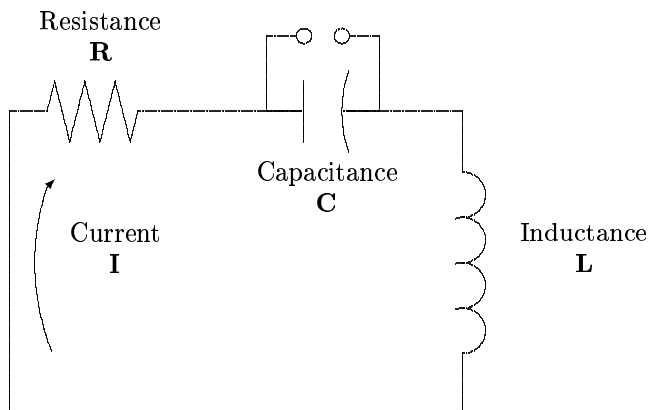 Resistance
R
Capacitance
C
Current
I
Inductance
L